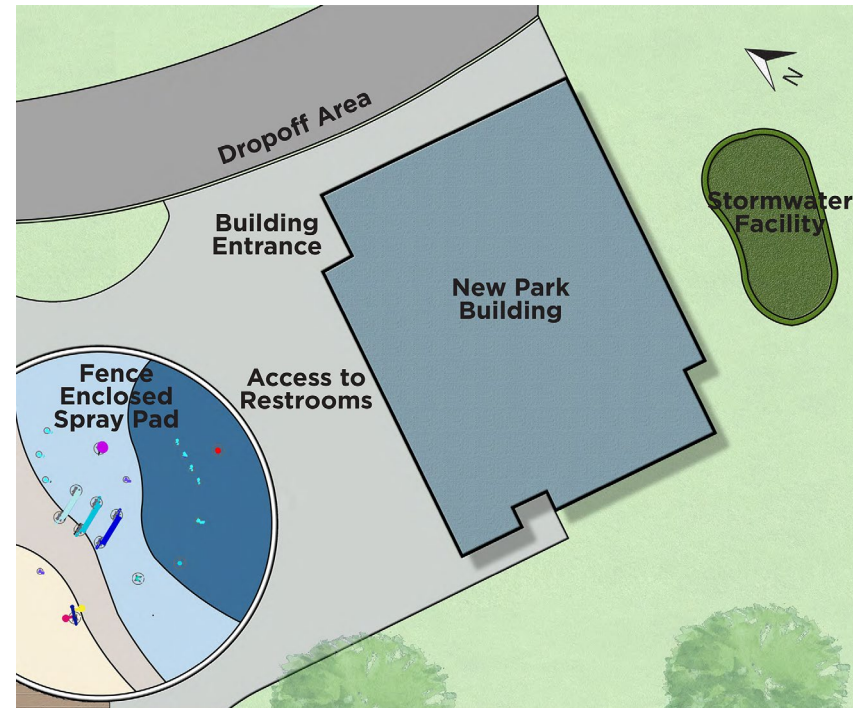 Dropoff Area
N
Building
Entrance
Stormwater
Facility
New Park
Building
Fence
Enclosed
Spray Pad
Access to
Restrooms